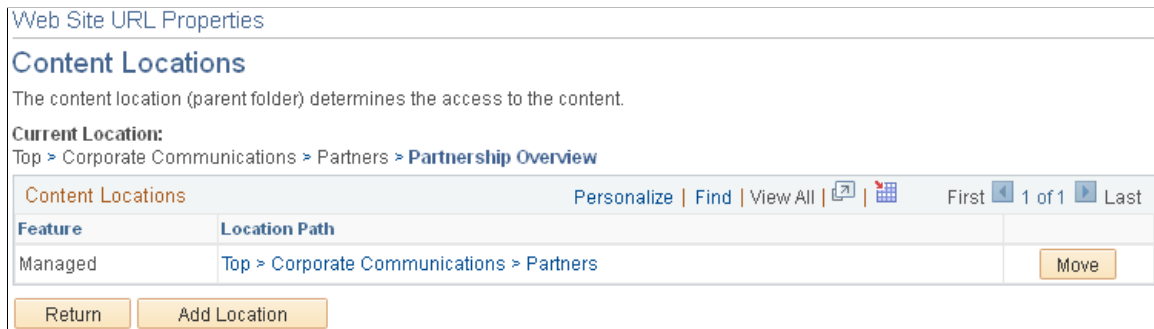 Web Site URL Properties
Content Locations
The content location (parent folder) determines the access to the content.
Current Location:
Top > Corporate Communications > Partners > Partnership Overview
Content Locations Personalize | Find | View All | | First 1 of 1 Last
Feature Location Path
Managed Top > Corporate Communications > Partners Move
Return Add Location